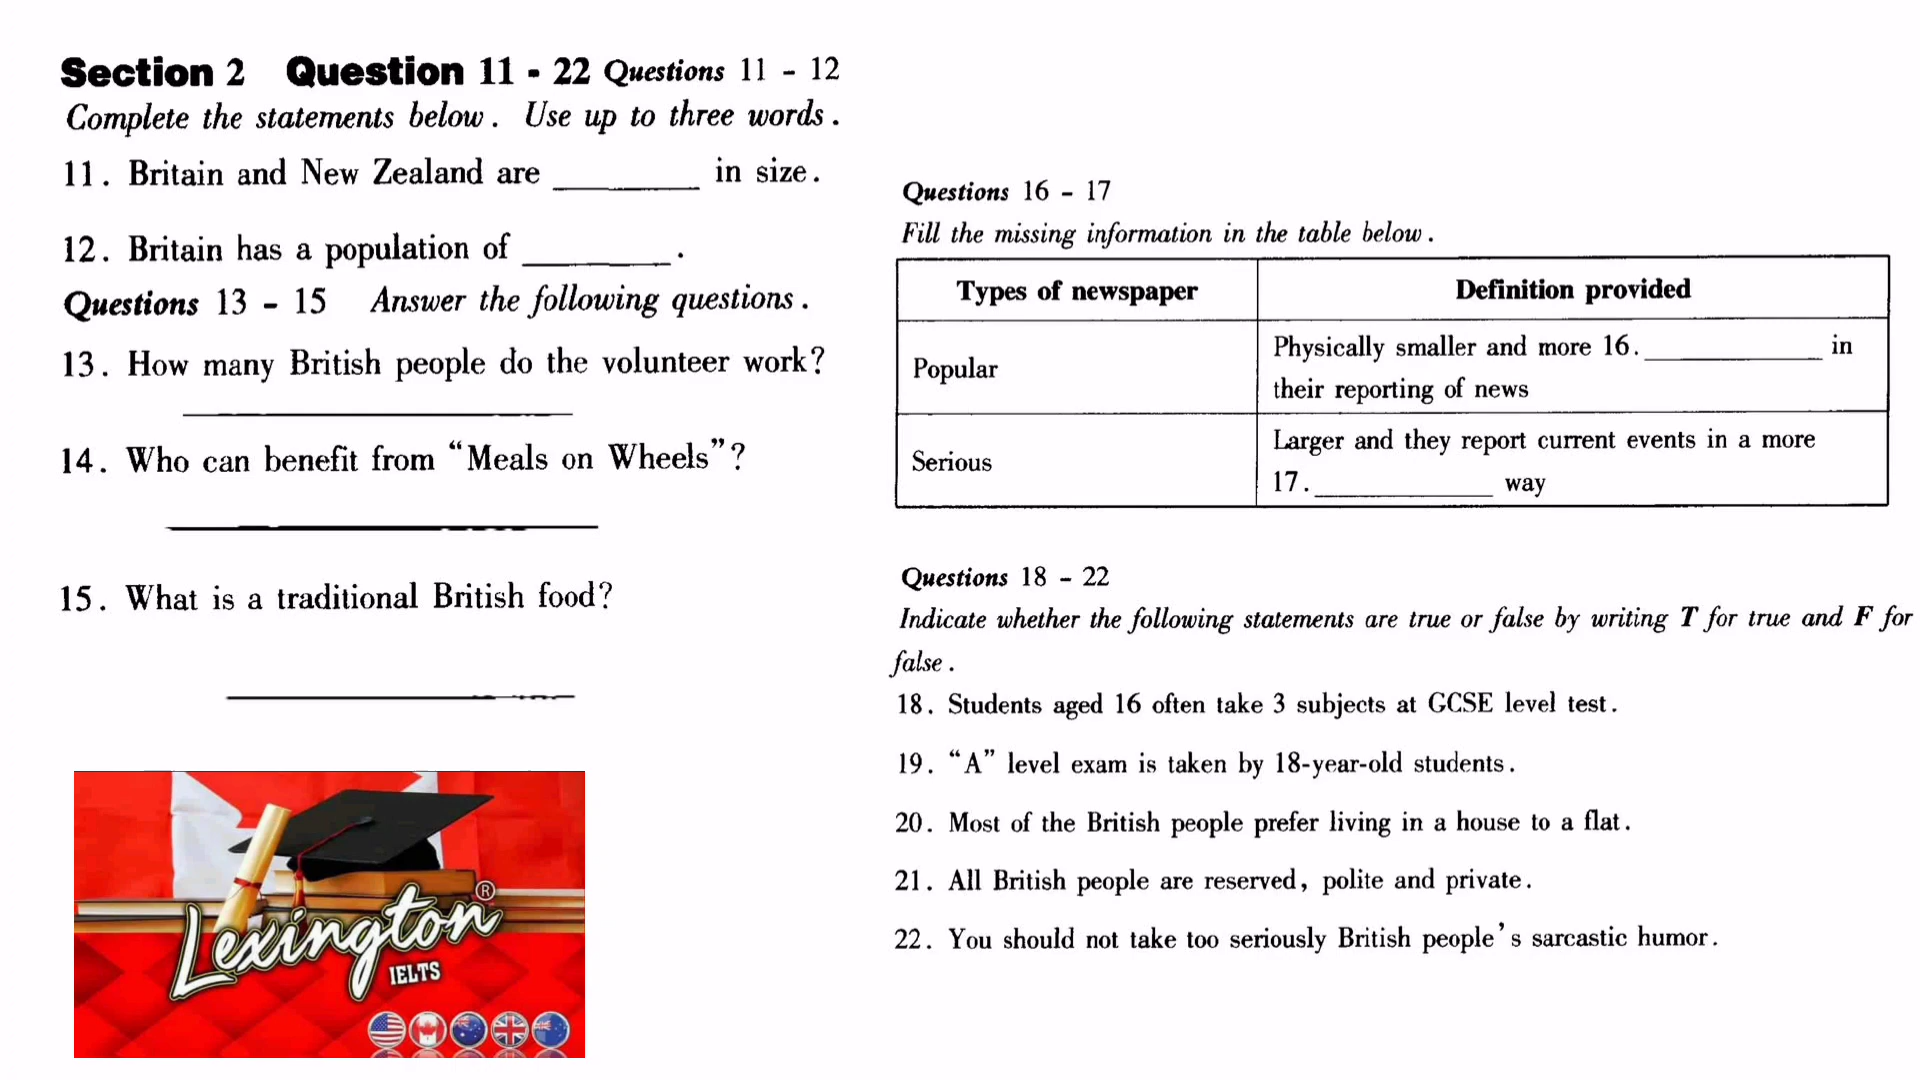 Section 2 Question 11 - 22 Questions 11 - 12
Complete the statements below. Use up to three words.
11. Britain and New Zealand are ________ in size.
12. Britain has a population of ________.
Questions 13 - 15 Answer the following questions.
13. How many British people do the volunteer work?
14. Who can benefit from “Meals on Wheels”?
15. What is a traditional British food?
Lexington®
IELTS
Questions 16 - 17
Fill the missing information in the table below.
Types of newspaper Definition provided
Popular
Physically smaller and more 16. ____________ in
their reporting of news
Serious
Larger and they report current events in a more
17. ____________ way
Questions 18 - 22
Indicate whether the following statements are true or false by writing T for true and F for
false.
18. Students aged 16 often take 3 subjects at GCSE level test.
19. “A” level exam is taken by 18-year-old students.
20. Most of the British people prefer living in a house to a flat.
21. All British people are reserved, polite and private.
22. You should not take too seriously British people's sarcastic humor.